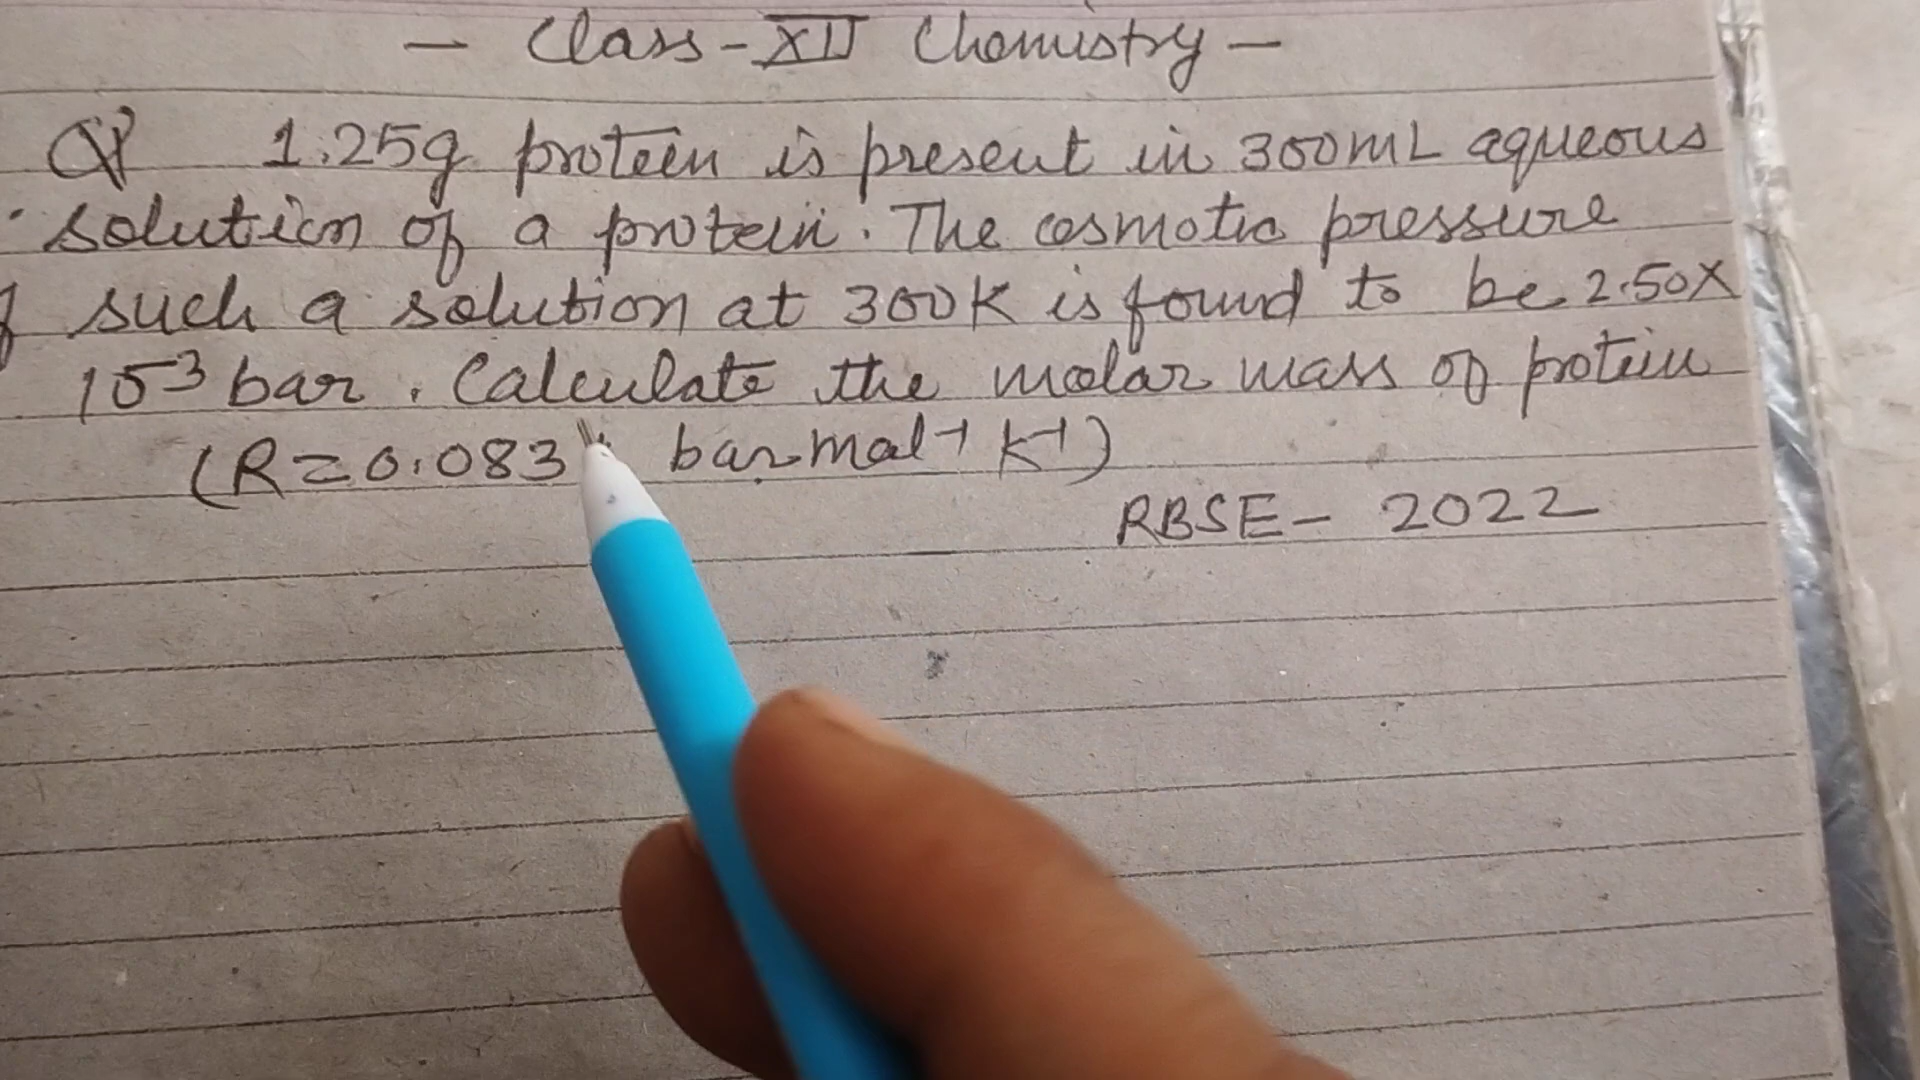 — Class-XII Chemistry —
Q 1.25g protein is present in 300mL aqueous
solution of a protein. The osmotic pressure
of such a solution at 300K is found to be 2.50X
10⁻³ bar. Calculate the molar mass of protein
(R=0.083 bar mol⁻¹ K⁻¹)
RBSE- 2022